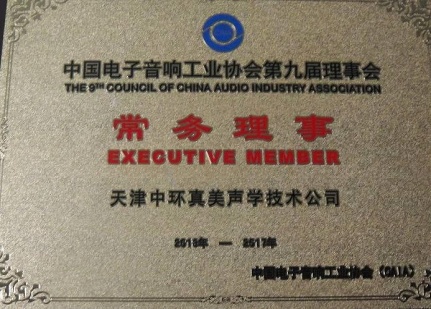 中国电子音响工业协会第九届理事会
THE 9TH COUNCIL OF CHINA AUDIO INDUSTRY ASSOCIATION
常务理事
EXECUTIVE MEMBER
天津中环真美声学技术公司
2013年 — 2017年
中国电子音响工业协会（CAIA）